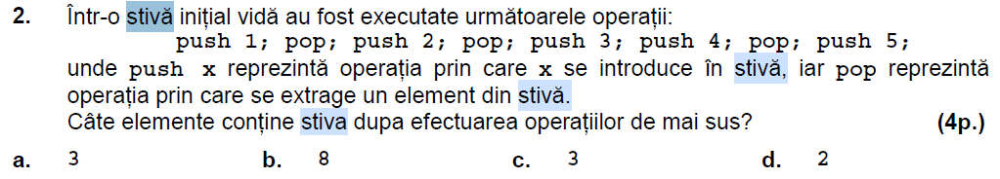 2. Într-o stivă inițial vidă au fost executate următoarele operații:
push 1; pop; push 2; pop; push 3; push 4; pop; push 5;
unde push x reprezintă operația prin care x se introduce în stivă, iar pop reprezintă
operația prin care se extrage un element din stivă.
Câte elemente conține stiva dupa efectuarea operațiilor de mai sus? (4p.)
a. 3 b. 8 c. 3 d. 2